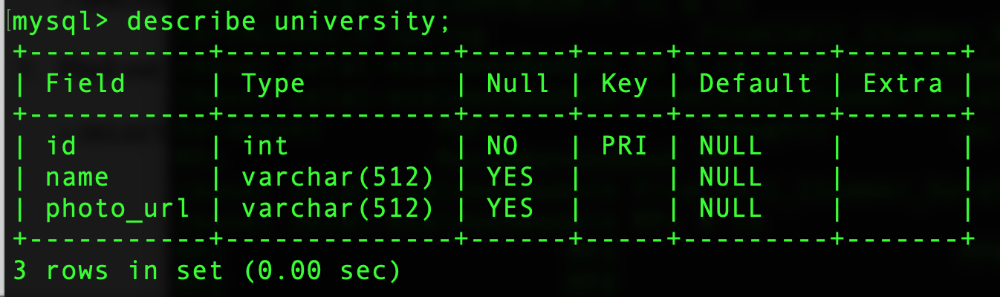 mysql> describe university;
+-----------+--------------+------+-----+---------+-------+
| Field     | Type         | Null | Key | Default | Extra |
+-----------+--------------+------+-----+---------+-------+
| id        | int          | NO   | PRI | NULL    |       |
| name      | varchar(512) | YES  |     | NULL    |       |
| photo_url | varchar(512) | YES  |     | NULL    |       |
+-----------+--------------+------+-----+---------+-------+
3 rows in set (0.00 sec)